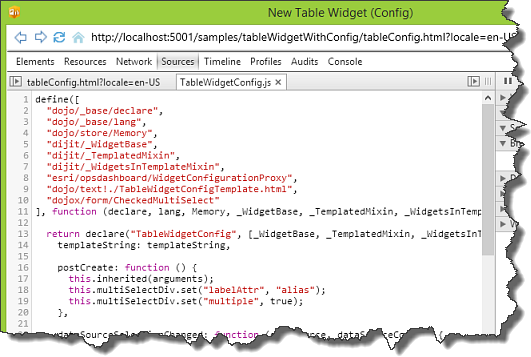 New Table Widget (Config)
http://localhost:5001/samples/tableWidgetWithConfig/tableConfig.html?locale=en-US
Elements Resources Network Sources Timeline Profiles Audits Console
tableConfig.html?locale=en-US TableWidgetConfig.js ×
1 define([
2 "dojo/_base/declare",
3 "dojo/_base/lang",
4 "dojo/store/Memory",
5 "dijit/_WidgetBase",
6 "dijit/_TemplatedMixin",
7 "dijit/_WidgetsInTemplateMixin",
8 "esri/opsdashboard/WidgetConfigurationProxy",
9 "dojo/text!./TableWidgetConfigTemplate.html",
10 "dojox/form/CheckedMultiSelect"
11 ], function (declare, lang, Memory, _WidgetBase, _TemplatedMixin, _WidgetsInTemp
12
13 return declare("TableWidgetConfig", [_WidgetBase, _TemplatedMixin, _WidgetsInT
14 templateString: templateString,
15
16 postCreate: function () {
17 this.inherited(arguments);
18 this.multiSelectDiv.set("labelAttr", "alias");
19 this.multiSelectDiv.set("multiple", true);
20 },
21
function